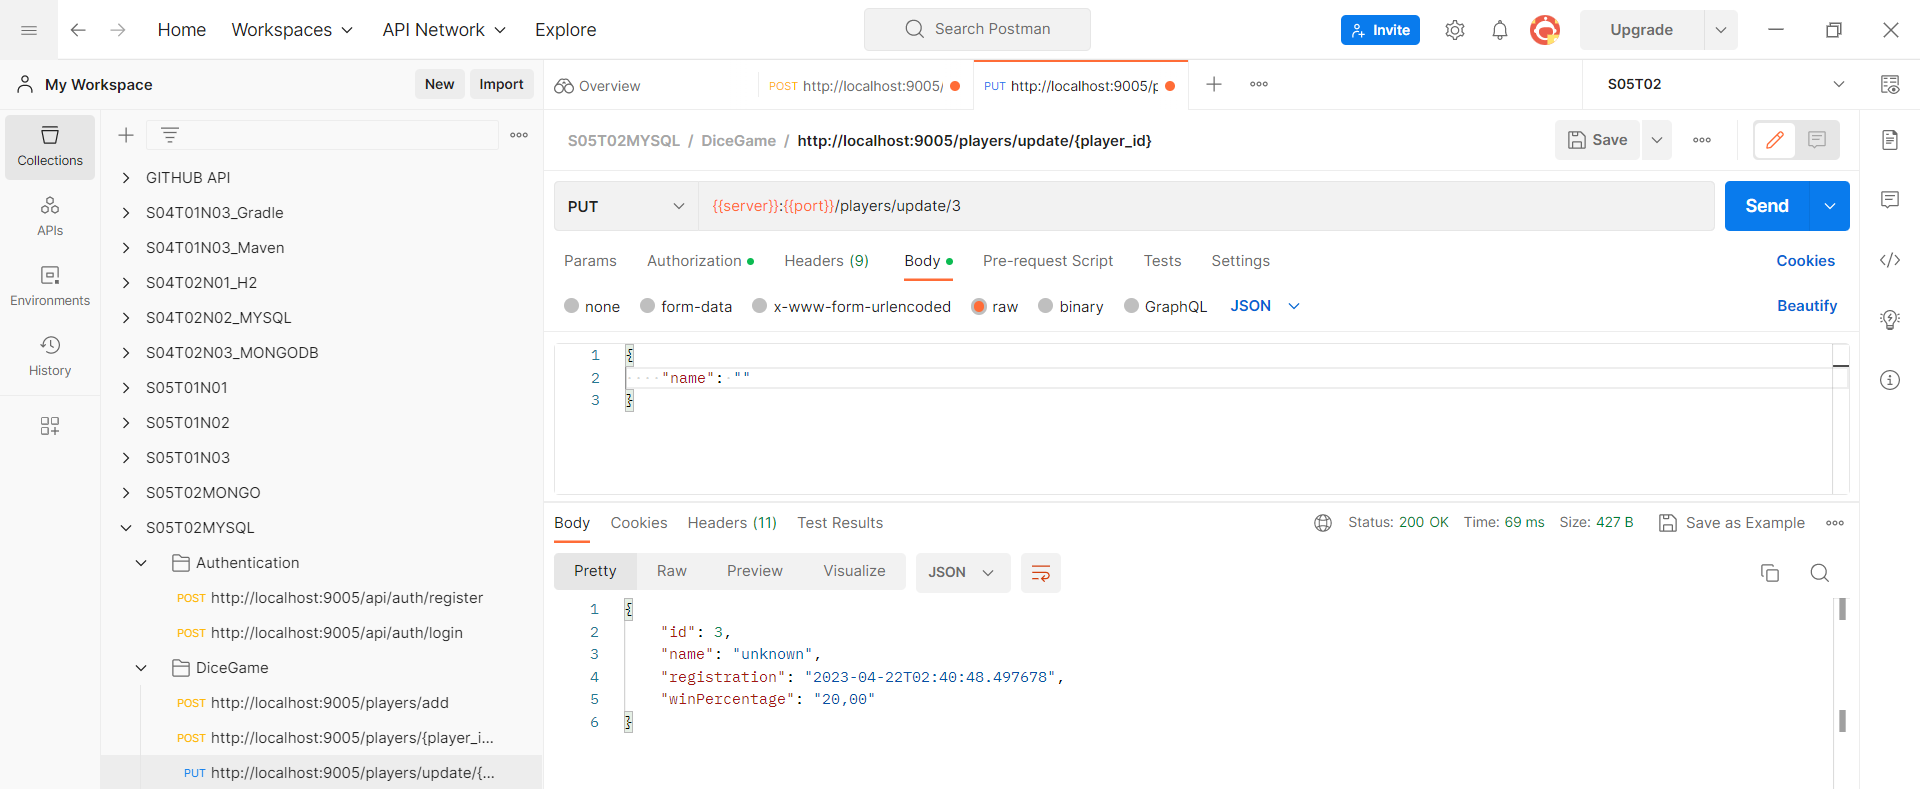 Home Workspaces API Network Explore Search Postman Invite Upgrade
My Workspace New Import Overview POST http://localhost:9005/ PUT http://localhost:9005/p S05T02
S05T02MYSQL / DiceGame / http://localhost:9005/players/update/{player_id} Save
Collections
APIs
Environments
History
GITHUB API
S04T01N03_Gradle
S04T01N03_Maven
S04T02N01_H2
S04T02N02_MYSQL
S04T02N03_MONGODB
S05T01N01
S05T01N02
S05T01N03
S05T02MONGO
S05T02MYSQL
Authentication
POST http://localhost:9005/api/auth/register
POST http://localhost:9005/api/auth/login
DiceGame
POST http://localhost:9005/players/add
POST http://localhost:9005/players/{player_i...
PUT http://localhost:9005/players/update/{...
PUT {{server}}:{{port}}/players/update/3 Send
Params Authorization Headers (9) Body Pre-request Script Tests Settings Cookies
none form-data x-www-form-urlencoded raw binary GraphQL JSON Beautify
1 {
2 "name": ""
3 }
Body Cookies Headers (11) Test Results Status: 200 OK Time: 69 ms Size: 427 B Save as Example
Pretty Raw Preview Visualize JSON
1 {
2 "id": 3,
3 "name": "unknown",
4 "registration": "2023-04-22T02:40:48.497678",
5 "winPercentage": "20,00"
6 }